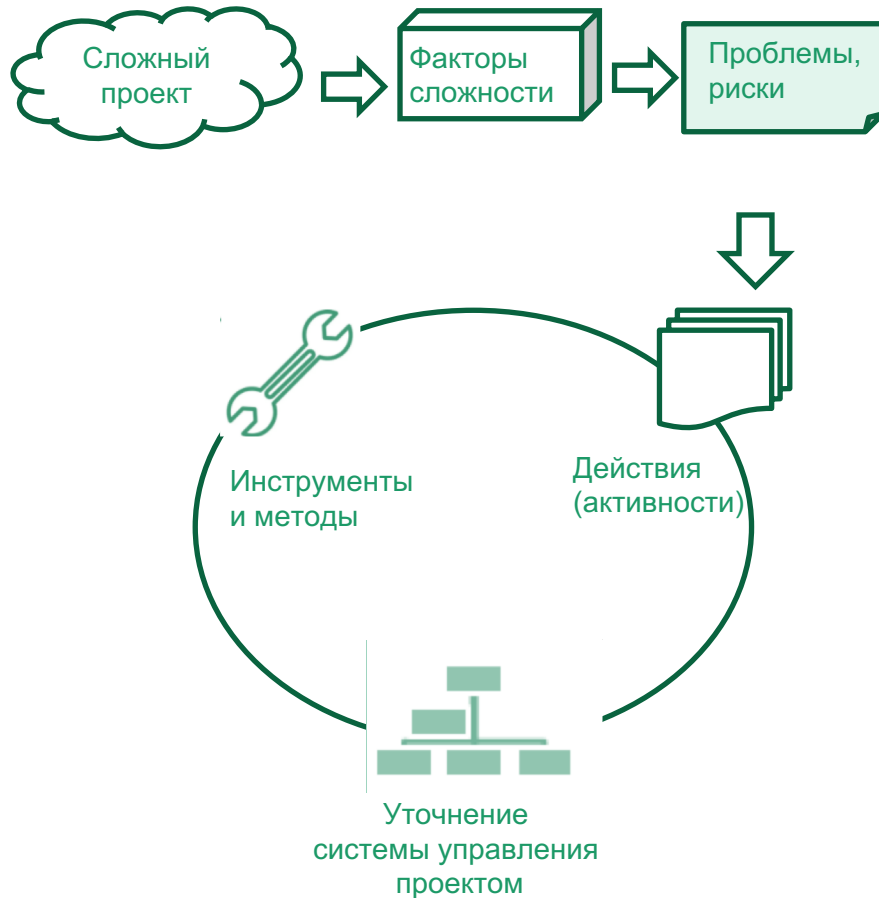 Сложный
проект
Факторы
сложности
Проблемы,
риски
Инструменты
и методы
Действия
(активности)
Уточнение
системы управления
проектом